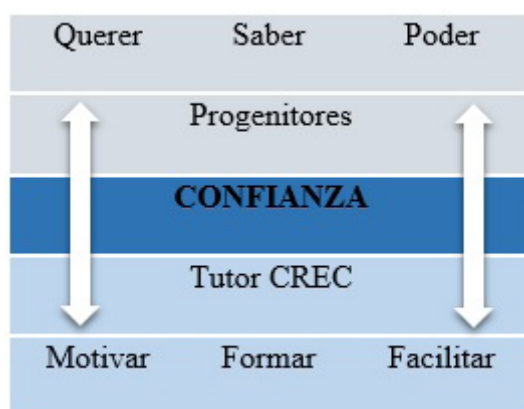 Querer Saber Poder
Progenitores
CONFIANZA
Tutor CREC
Motivar Formar Facilitar